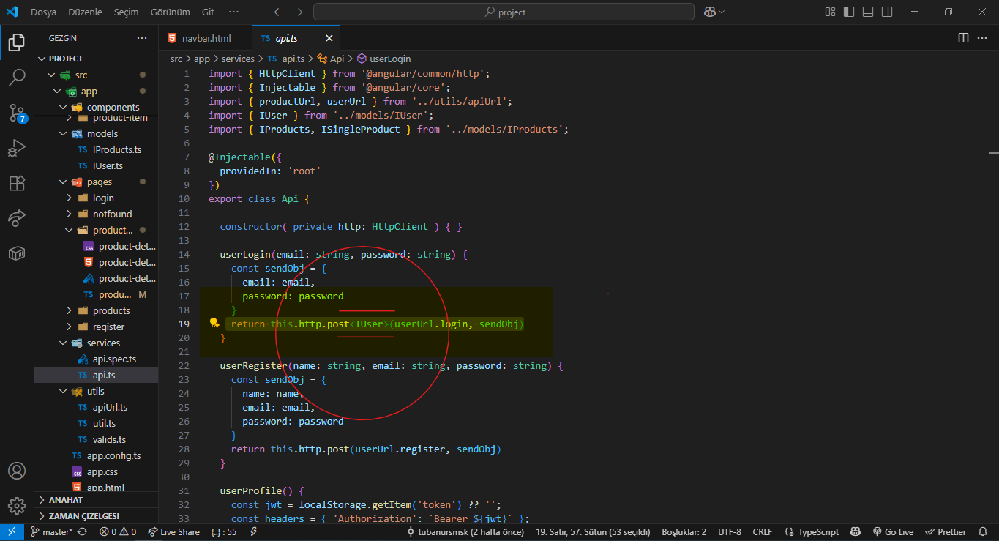 Dosya Düzenle Seçim Görünüm Git ··· project
GEZGİN ···
navbar.html
TS api.ts
PROJECT
src > app > services > TS api.ts > Api > userLogin
src
app
components
product-item
models
TS IProducts.ts
TS IUser.ts
pages
login
notfound
product...
product-det...
product-det...
product-det...
TS produ... M
products
register
services
api.spec.ts
TS api.ts
utils
TS apiUrl.ts
TS util.ts
TS valids.ts
TS app.config.ts
app.css
app.html
ANAHAT
ZAMAN ÇİZELGESİ
7
1 import { HttpClient } from '@angular/common/http';
2 import { Injectable } from '@angular/core';
3 import { productUrl, userUrl } from '../utils/apiUrl';
4 import { IUser } from '../models/IUser';
5 import { IProducts, ISingleProduct } from '../models/IProducts';
6
7 @Injectable({
8 providedIn: 'root'
9 })
10 export class Api {
11
12 constructor( private http: HttpClient ) { }
13
14 userLogin(email: string, password: string) {
15 const sendObj = {
16 email: email,
17 password: password
18 }
19 return this.http.post<IUser>(userUrl.login, sendObj)
20 }
21
22 userRegister(name: string, email: string, password: string) {
23 const sendObj = {
24 name: name,
25 email: email,
26 password: password
27 }
28 return this.http.post(userUrl.register, sendObj)
29 }
30
31 userProfile() {
32 const jwt = localStorage.getItem('token') ?? '';
33 const headers = { 'Authorization': `Bearer ${jwt}` };
master* 0 0 Live Share {..} : 55 tubanursmsk (2 hafta önce) 19. Satır, 57. Sütun (53 seçildi) Boşluklar: 2 UTF-8 CRLF {} TypeScript Go Live Prettier